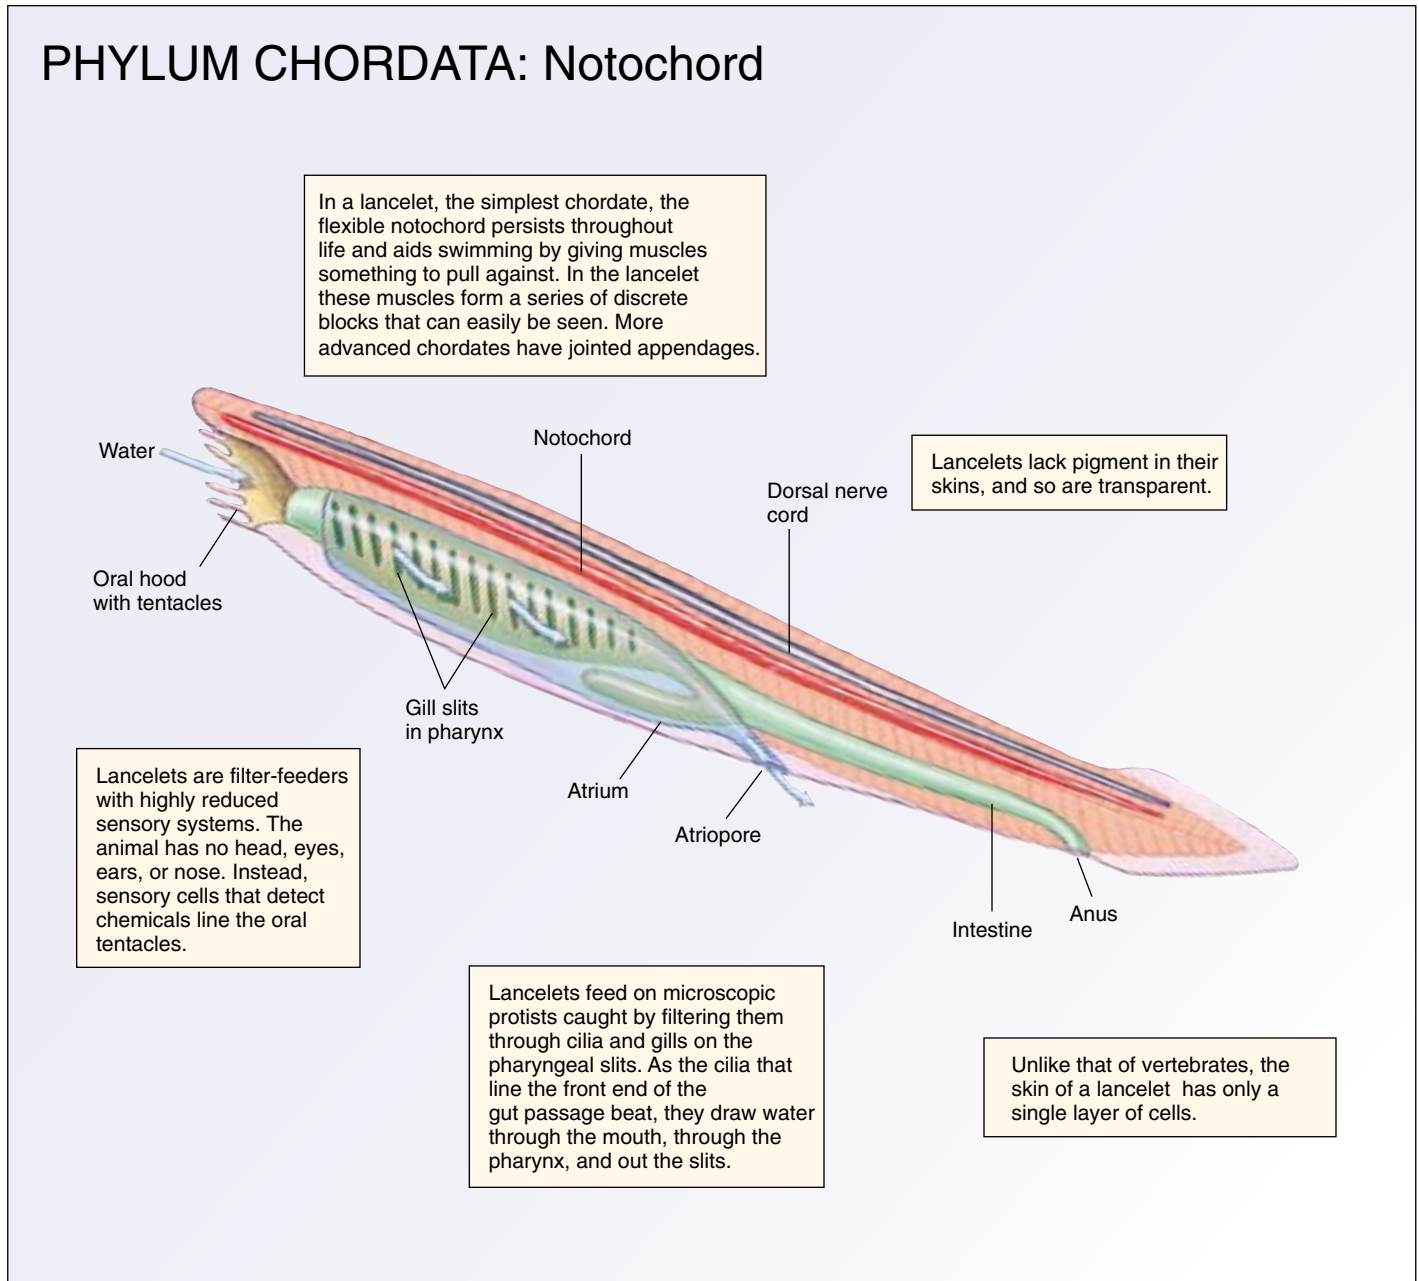 PHYLUM CHORDATA: Notochord
In a lancelet, the simplest chordate, the
flexible notochord persists throughout
life and aids swimming by giving muscles
something to pull against. In the lancelet
these muscles form a series of discrete
blocks that can easily be seen. More
advanced chordates have jointed appendages.
Water
Notochord
Lancelets lack pigment in their
skins, and so are transparent.
Dorsal nerve
cord
Oral hood
with tentacles
Gill slits
in pharynx
Atrium
Atriopore
Lancelets are filter-feeders
with highly reduced
sensory systems. The
animal has no head, eyes,
ears, or nose. Instead,
sensory cells that detect
chemicals line the oral
tentacles.
Anus
Intestine
Lancelets feed on microscopic
protists caught by filtering them
through cilia and gills on the
pharyngeal slits. As the cilia that
line the front end of the
gut passage beat, they draw water
through the mouth, through the
pharynx, and out the slits.
Unlike that of vertebrates, the
skin of a lancelet  has only a
single layer of cells.